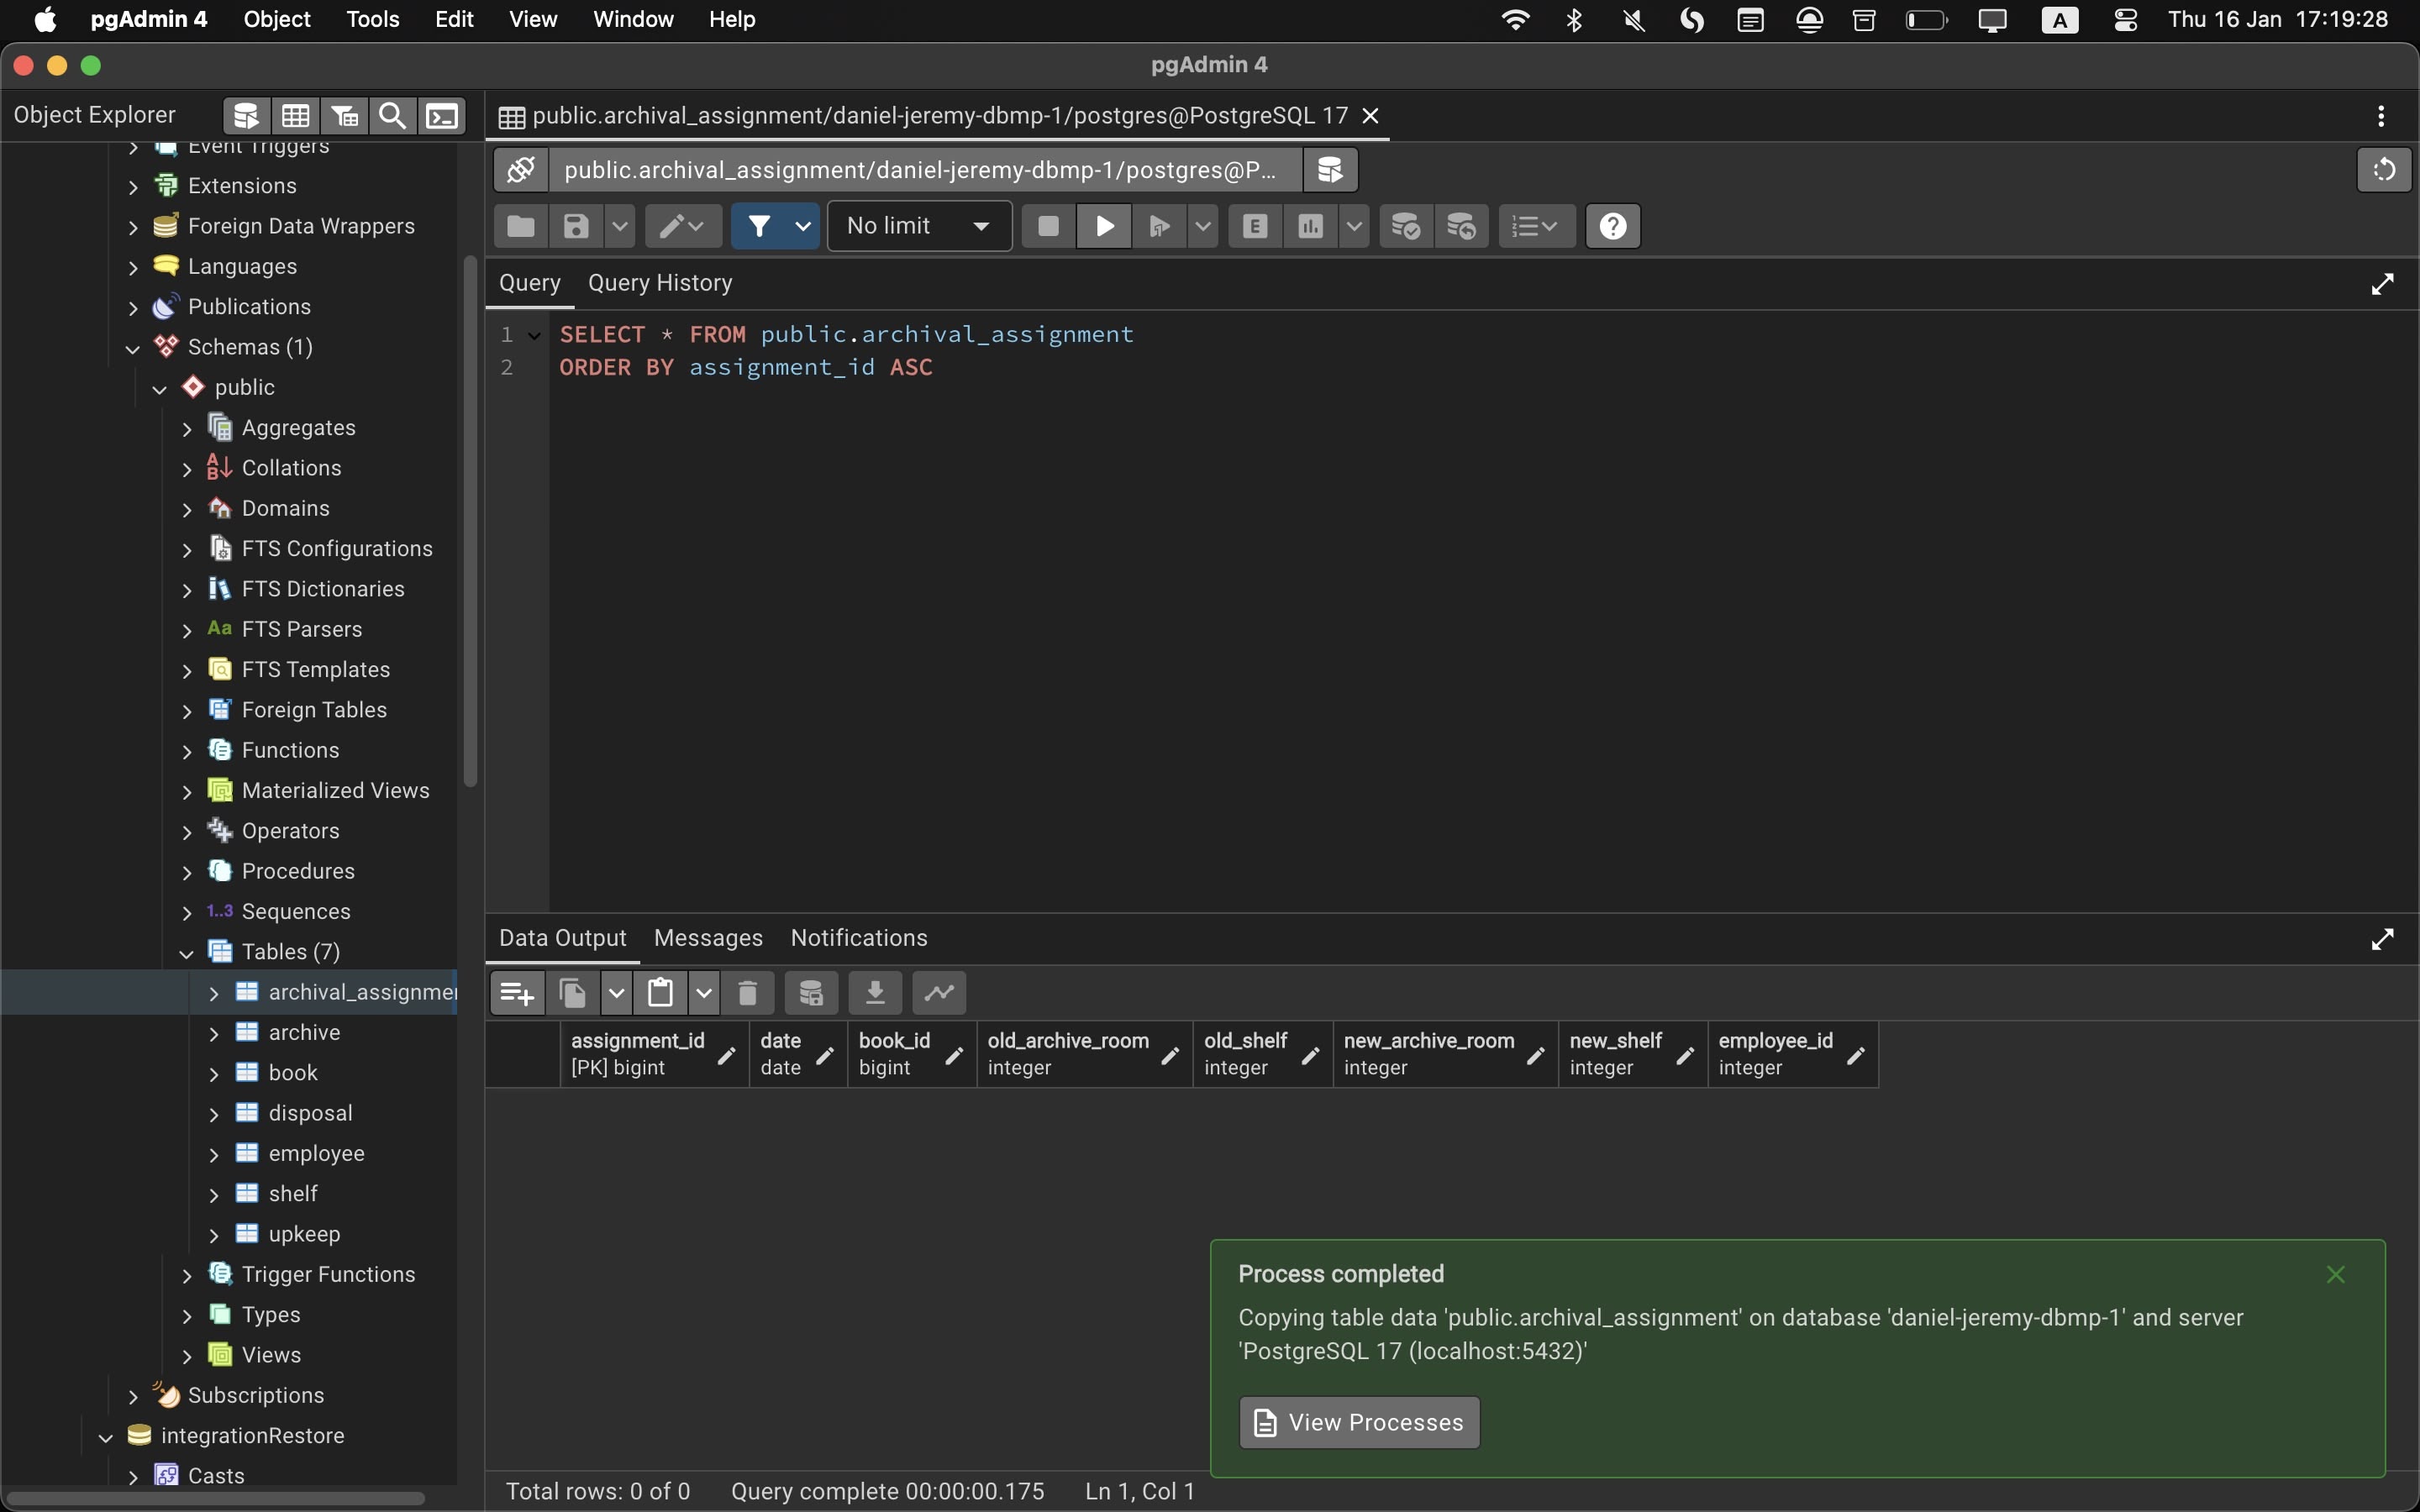 pgAdmin 4 Object Tools Edit View Window Help A Thu 16 Jan 17:19:28
pgAdmin 4
Object Explorer
public.archival_assignment/daniel-jeremy-dbmp-1/postgres@PostgreSQL 17
Event Triggers
Extensions
Foreign Data Wrappers
Languages
Publications
Schemas (1)
public
Aggregates
Collations
Domains
FTS Configurations
FTS Dictionaries
Aa FTS Parsers
FTS Templates
Foreign Tables
Functions
Materialized Views
Operators
Procedures
1..3 Sequences
Tables (7)
archival_assignmer
archive
book
disposal
employee
shelf
upkeep
Trigger Functions
Types
Views
Subscriptions
integrationRestore
Casts
public.archival_assignment/daniel-jeremy-dbmp-1/postgres@P...
No limit E
Query Query History
1 SELECT * FROM public.archival_assignment
2 ORDER BY assignment_id ASC
Data Output Messages Notifications
assignment_id date book_id old_archive_room old_shelf new_archive_room new_shelf employee_id
[PK] bigint date bigint integer integer integer integer integer
Process completed
Copying table data 'public.archival_assignment' on database 'daniel-jeremy-dbmp-1' and server
'PostgreSQL 17 (localhost:5432)'
View Processes
Total rows: 0 of 0 Query complete 00:00:00.175 Ln 1, Col 1